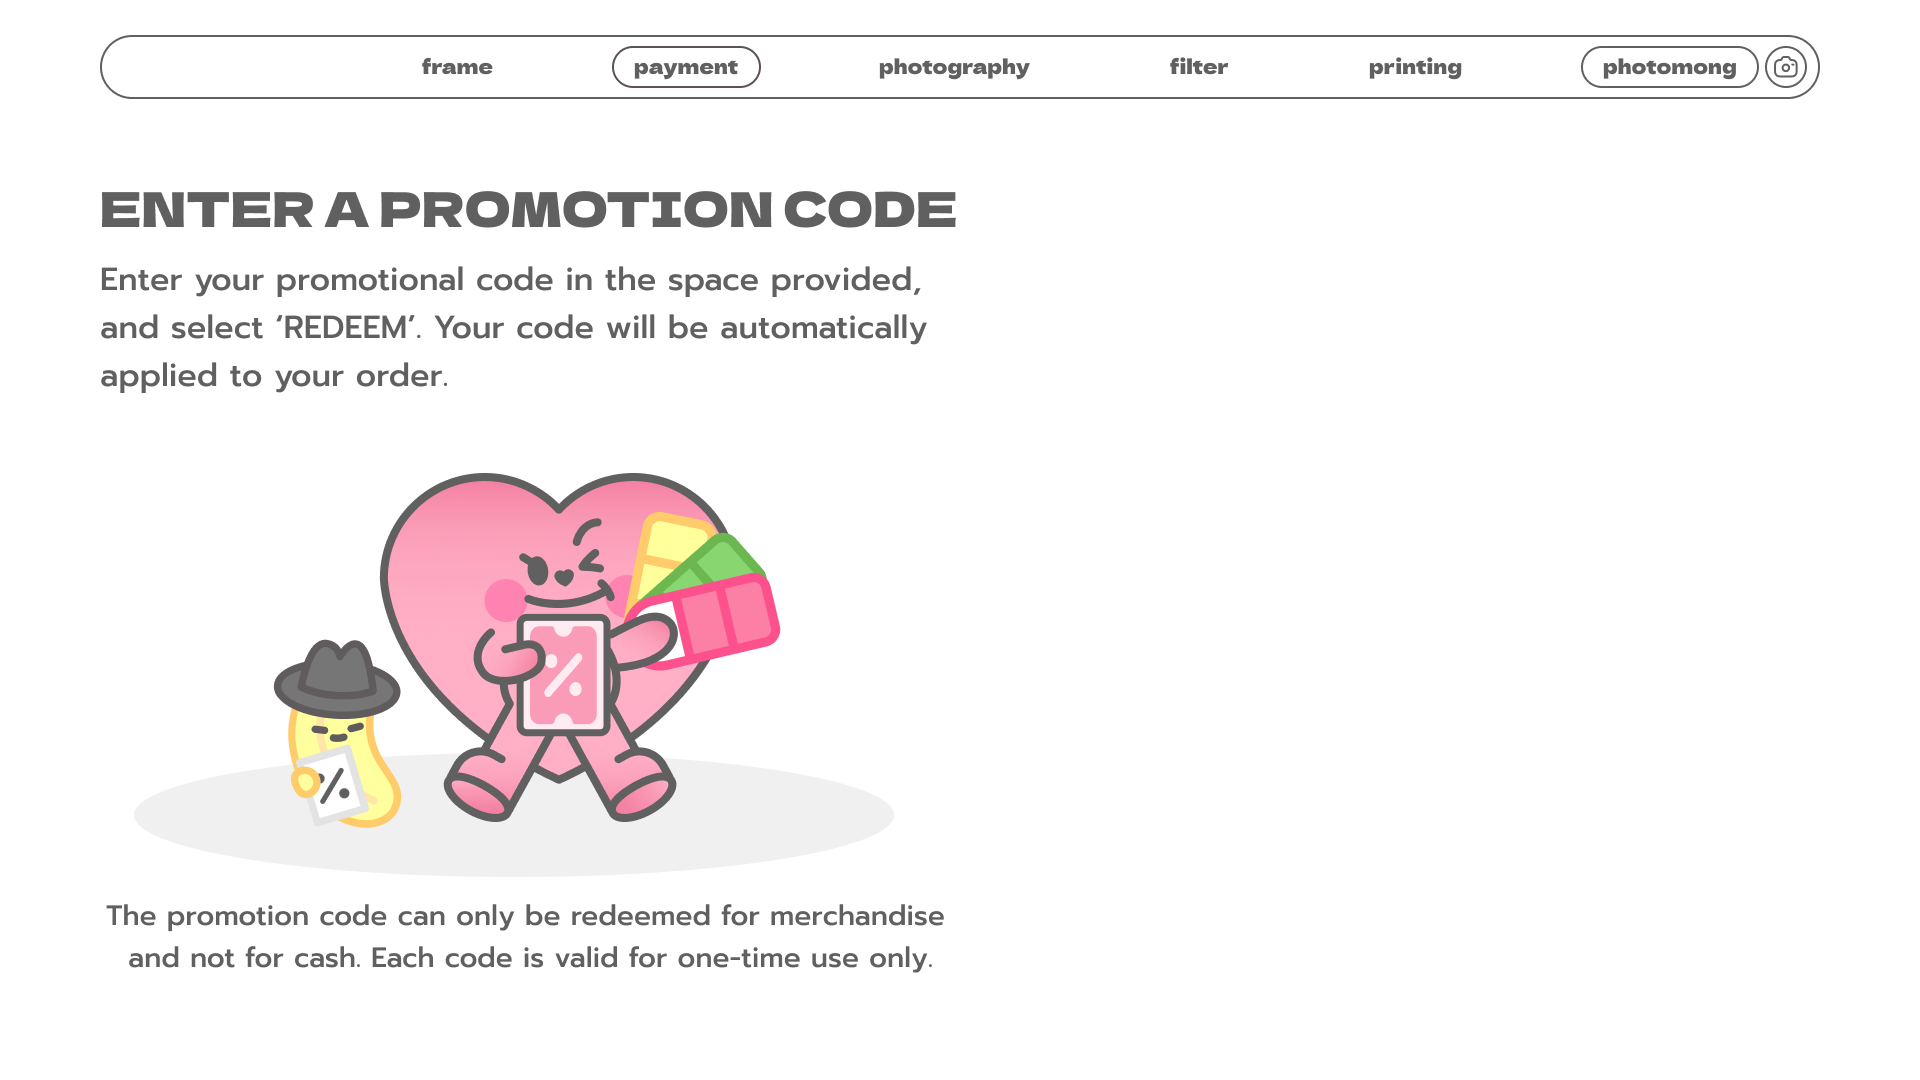 frame
payment
photography
filter
printing
photomong
ENTER A PROMOTION CODE
Enter your promotional code in the space provided,
and select ‘REDEEM’. Your code will be automatically
applied to your order.
%
%
The promotion code can only be redeemed for merchandise
and not for cash. Each code is valid for one-time use only.